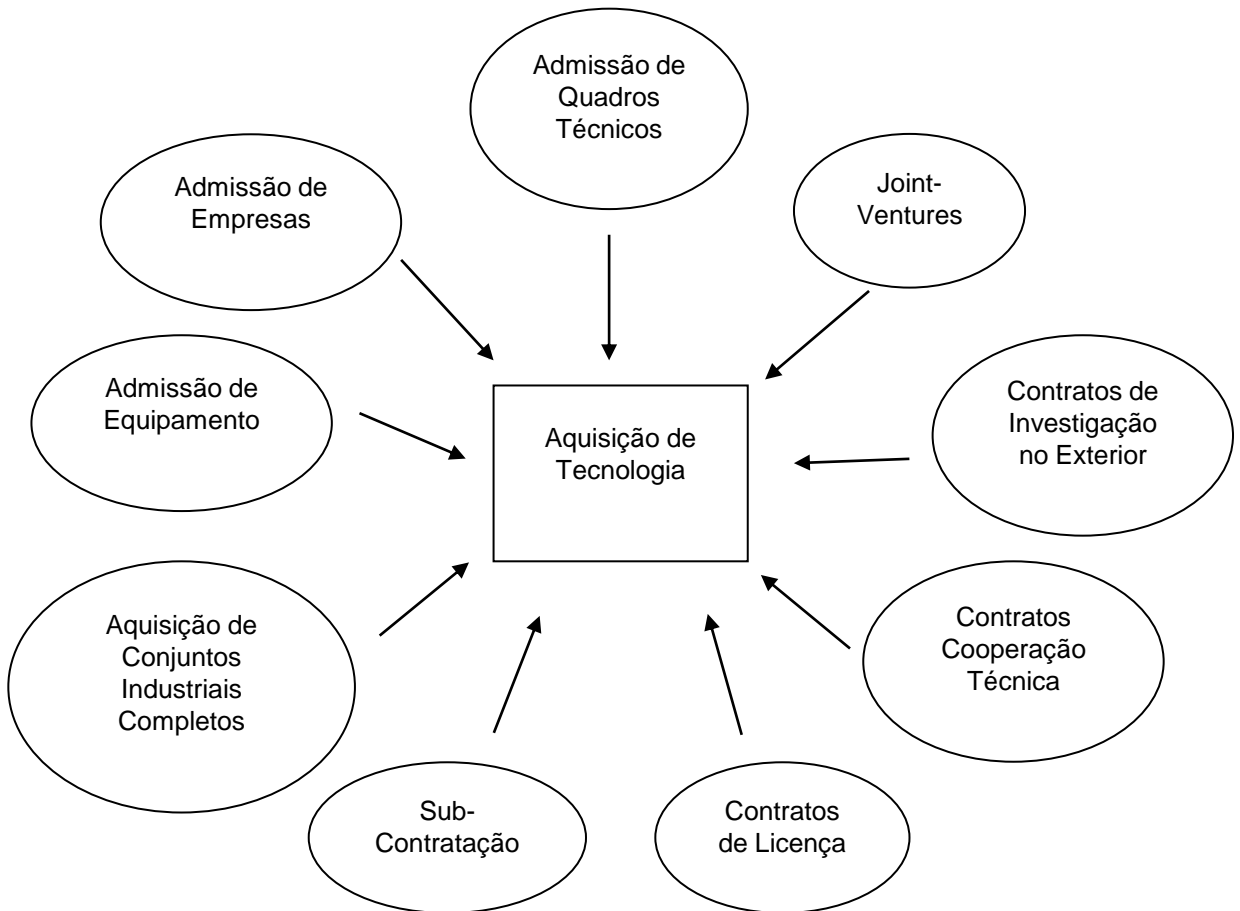 Admissão de
Quadros
Técnicos
Admissão de
Empresas
Joint-
Ventures
Admissão de
Equipamento
Contratos de
Investigação
no Exterior
Aquisição de
Tecnologia
Aquisição de
Conjuntos
Industriais
Completos
Contratos
Cooperação
Técnica
Sub-
Contratação
Contratos
de Licença